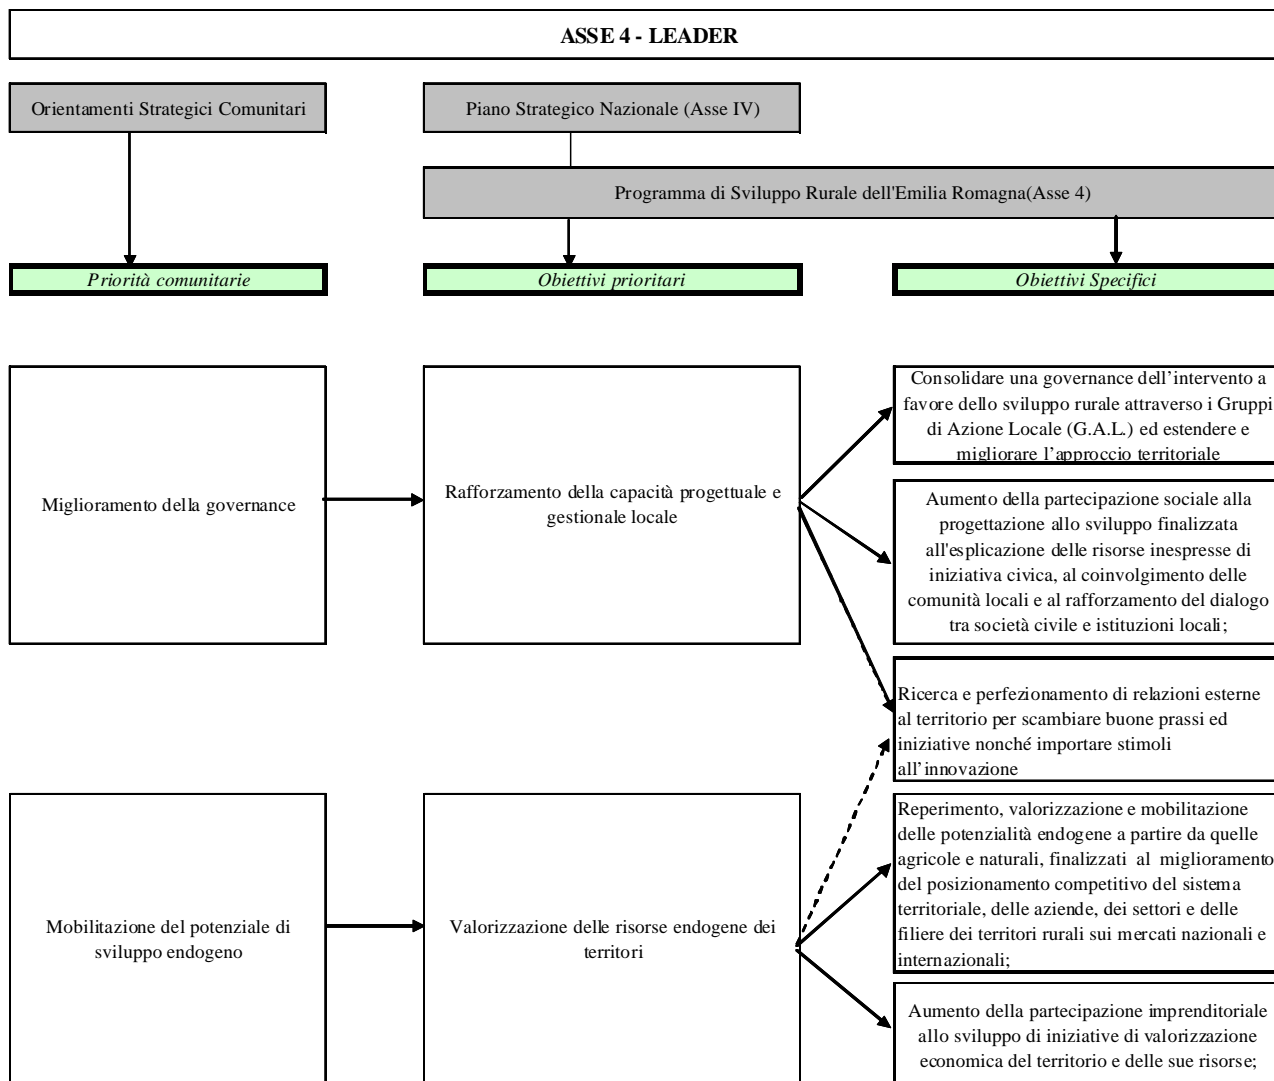 ASSE 4 - LEADER
Orientamenti Strategici Comunitari
Piano Strategico Nazionale (Asse IV)
Programma di Sviluppo Rurale dell'Emilia Romagna(Asse 4)
Priorità comunitarie
Obiettivi prioritari
Obiettivi Specifici
Miglioramento della governance
Rafforzamento della capacità progettuale e
gestionale locale
Consolidare una governance dell’intervento a
favore dello sviluppo rurale attraverso i Gruppi
di Azione Locale (G.A.L.) ed estendere e
migliorare l’approccio territoriale
Aumento della partecipazione sociale alla
progettazione allo sviluppo finalizzata
all'esplicazione delle risorse inespresse di
iniziativa civica, al coinvolgimento delle
comunità locali e al rafforzamento del dialogo
tra società civile e istituzioni locali;
Ricerca e perfezionamento di relazioni esterne
al territorio per scambiare buone prassi ed
iniziative nonché importare stimoli
all’innovazione
Mobilitazione del potenziale di
sviluppo endogeno
Valorizzazione delle risorse endogene dei
territori
Reperimento, valorizzazione e mobilitazione
delle potenzialità endogene a partire da quelle
agricole e naturali, finalizzati al miglioramento
del posizionamento competitivo del sistema
territoriale, delle aziende, dei settori e delle
filiere dei territori rurali sui mercati nazionali e
internazionali;
Aumento della partecipazione imprenditoriale
allo sviluppo di iniziative di valorizzazione
economica del territorio e delle sue risorse;